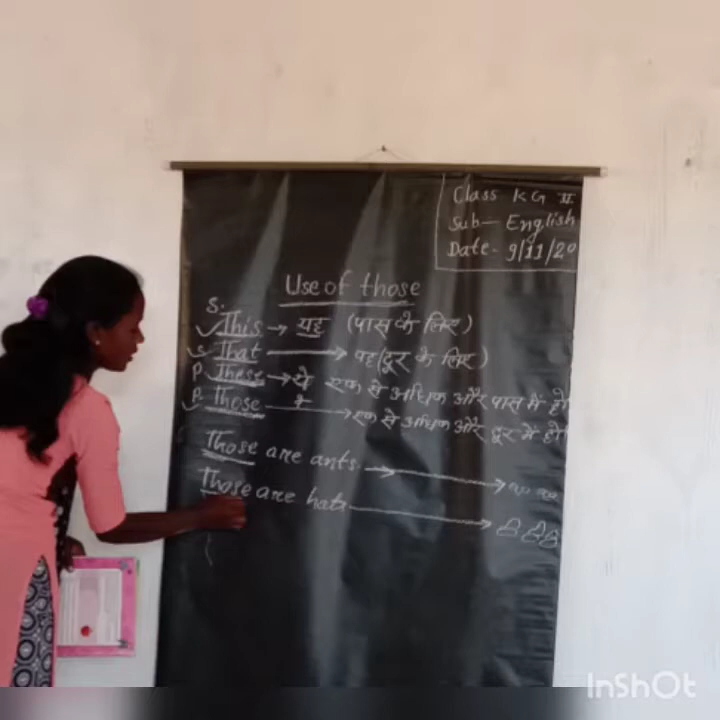 Class KG II
Sub- English
Date- 9/11/20
Use of those
S. This → यह (पास के लिए)
S That → वह (दूर के लिए)
P These → ये एक से अधिक और पास में हो
P. Those → एक से अधिक और दूर में हो
Those are ants. →
Those are hats →
InShOt